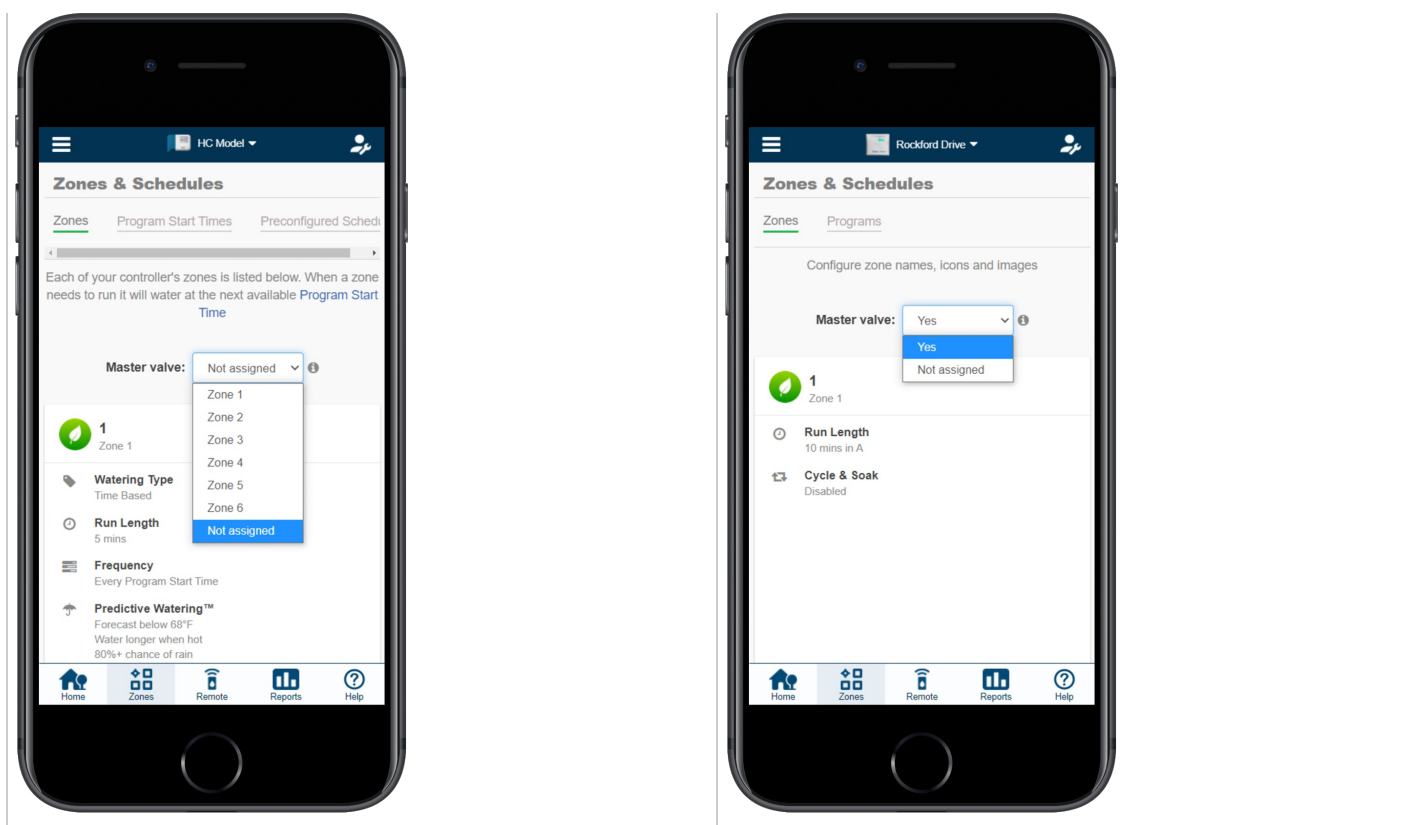 HC Model
Zones & Schedules
Zones
Program Start Times
Preconfigured Schedu
Each of your controller's zones is listed below. When a zone
needs to run it will water at the next available Program Start
Time
Master valve:
Not assigned
Zone 1
Zone 2
Zone 3
Zone 4
Zone 5
Zone 6
Not assigned
1
Zone 1
Watering Type
Time Based
Run Length
5 mins
Frequency
Every Program Start Time
Predictive Watering™
Forecast below 68°F
Water longer when hot
80%+ chance of rain
Home
Zones
Remote
Reports
Help
Rockford Drive
Zones & Schedules
Zones
Programs
Configure zone names, icons and images
Master valve:
Yes
Yes
Not assigned
1
Zone 1
Run Length
10 mins in A
Cycle & Soak
Disabled
Home
Zones
Remote
Reports
Help